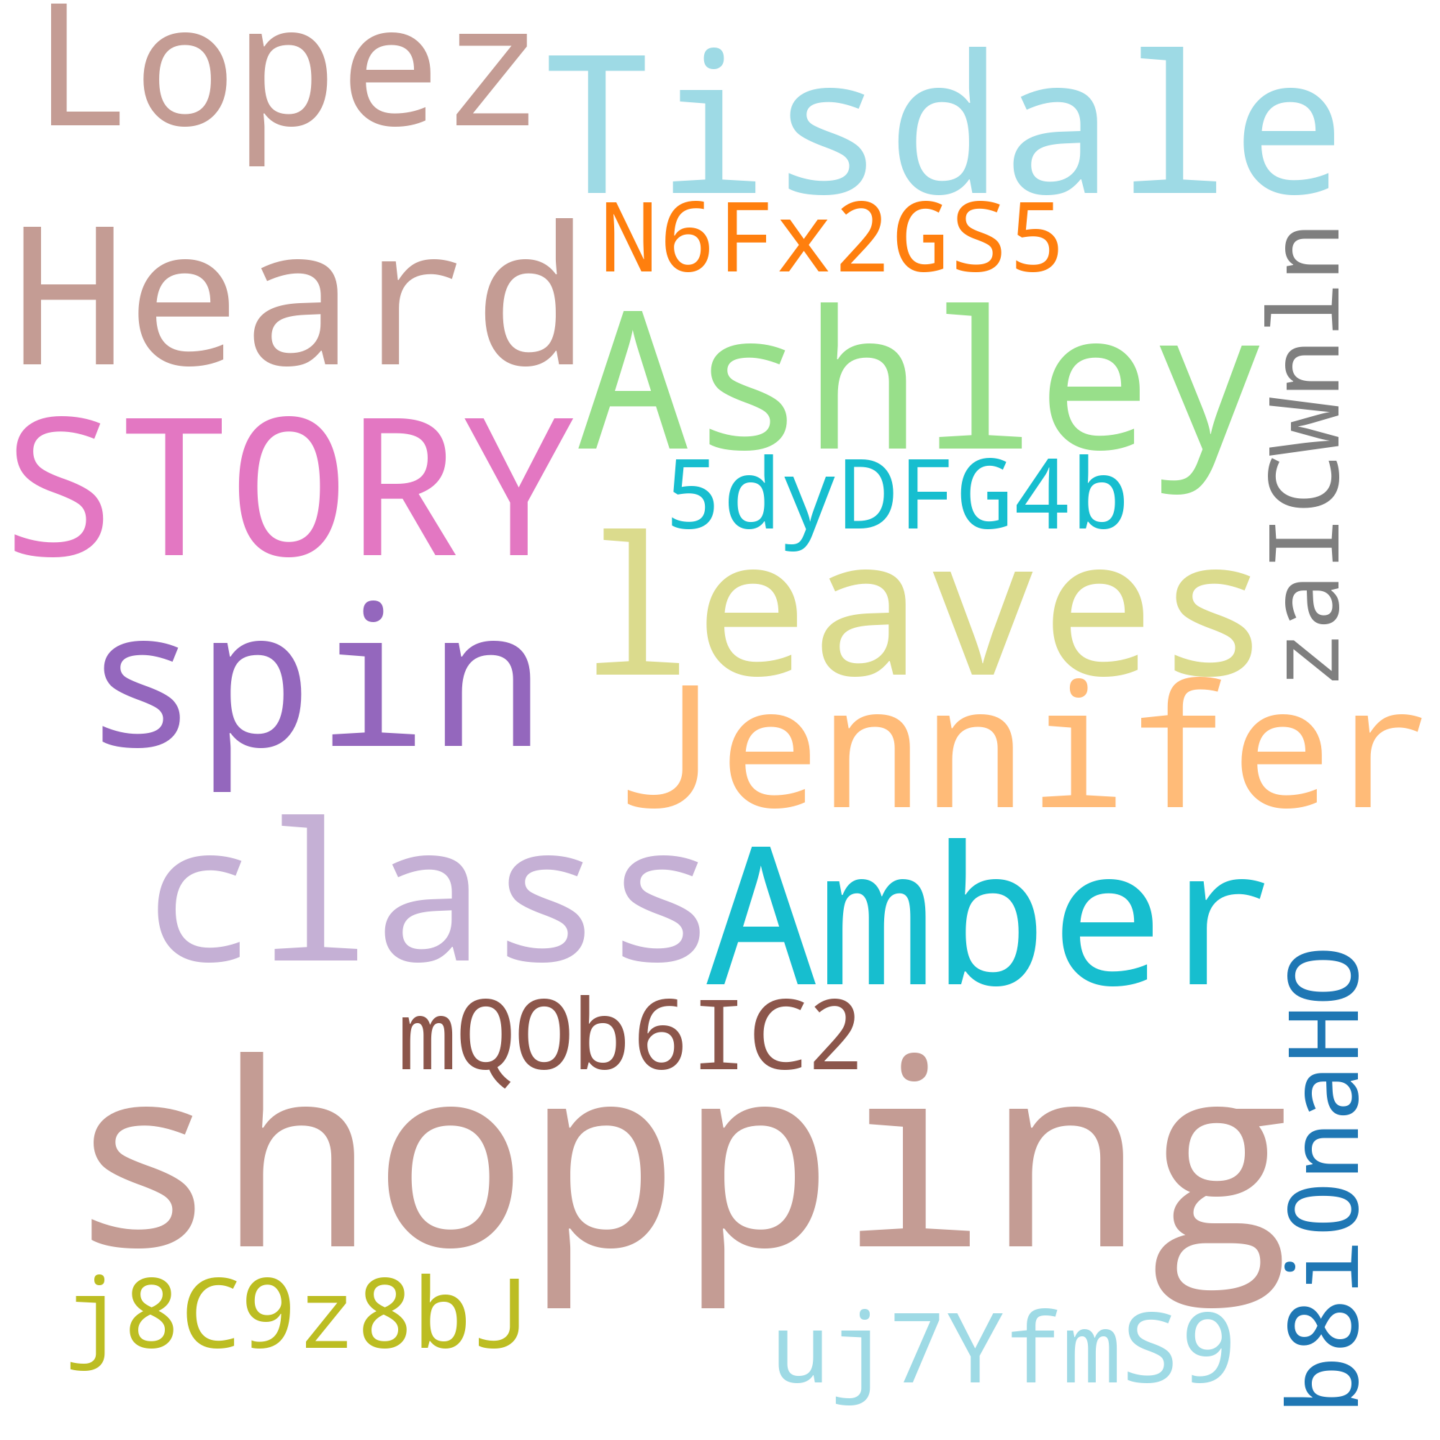 Lopez
Tisdale
N6Fx2GS5
Heard
zaICWnln
Ashley
STORY
5dyDFG4b
leaves
spin
Jennifer
class
Amber
mQOb6IC2
b8i0naHO
shopping
j8C9z8bJ
uj7YfmS9